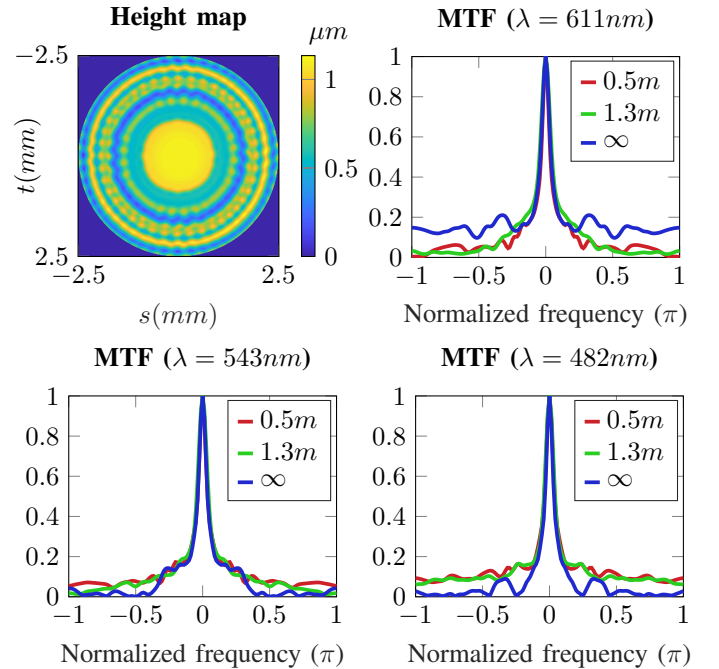 Height map
μm
−2.5
2.5
t(mm)
−2.5 2.5
s(mm)
1
0.5
0
MTF (λ = 611nm)
1
0.8
0.6
0.4
0.2
0
−1 −0.5 0 0.5 1
Normalized frequency (π)
0.5m
1.3m
∞
MTF (λ = 543nm)
1
0.8
0.6
0.4
0.2
0
−1 −0.5 0 0.5 1
Normalized frequency (π)
0.5m
1.3m
∞
MTF (λ = 482nm)
1
0.8
0.6
0.4
0.2
0
−1 −0.5 0 0.5 1
Normalized frequency (π)
0.5m
1.3m
∞